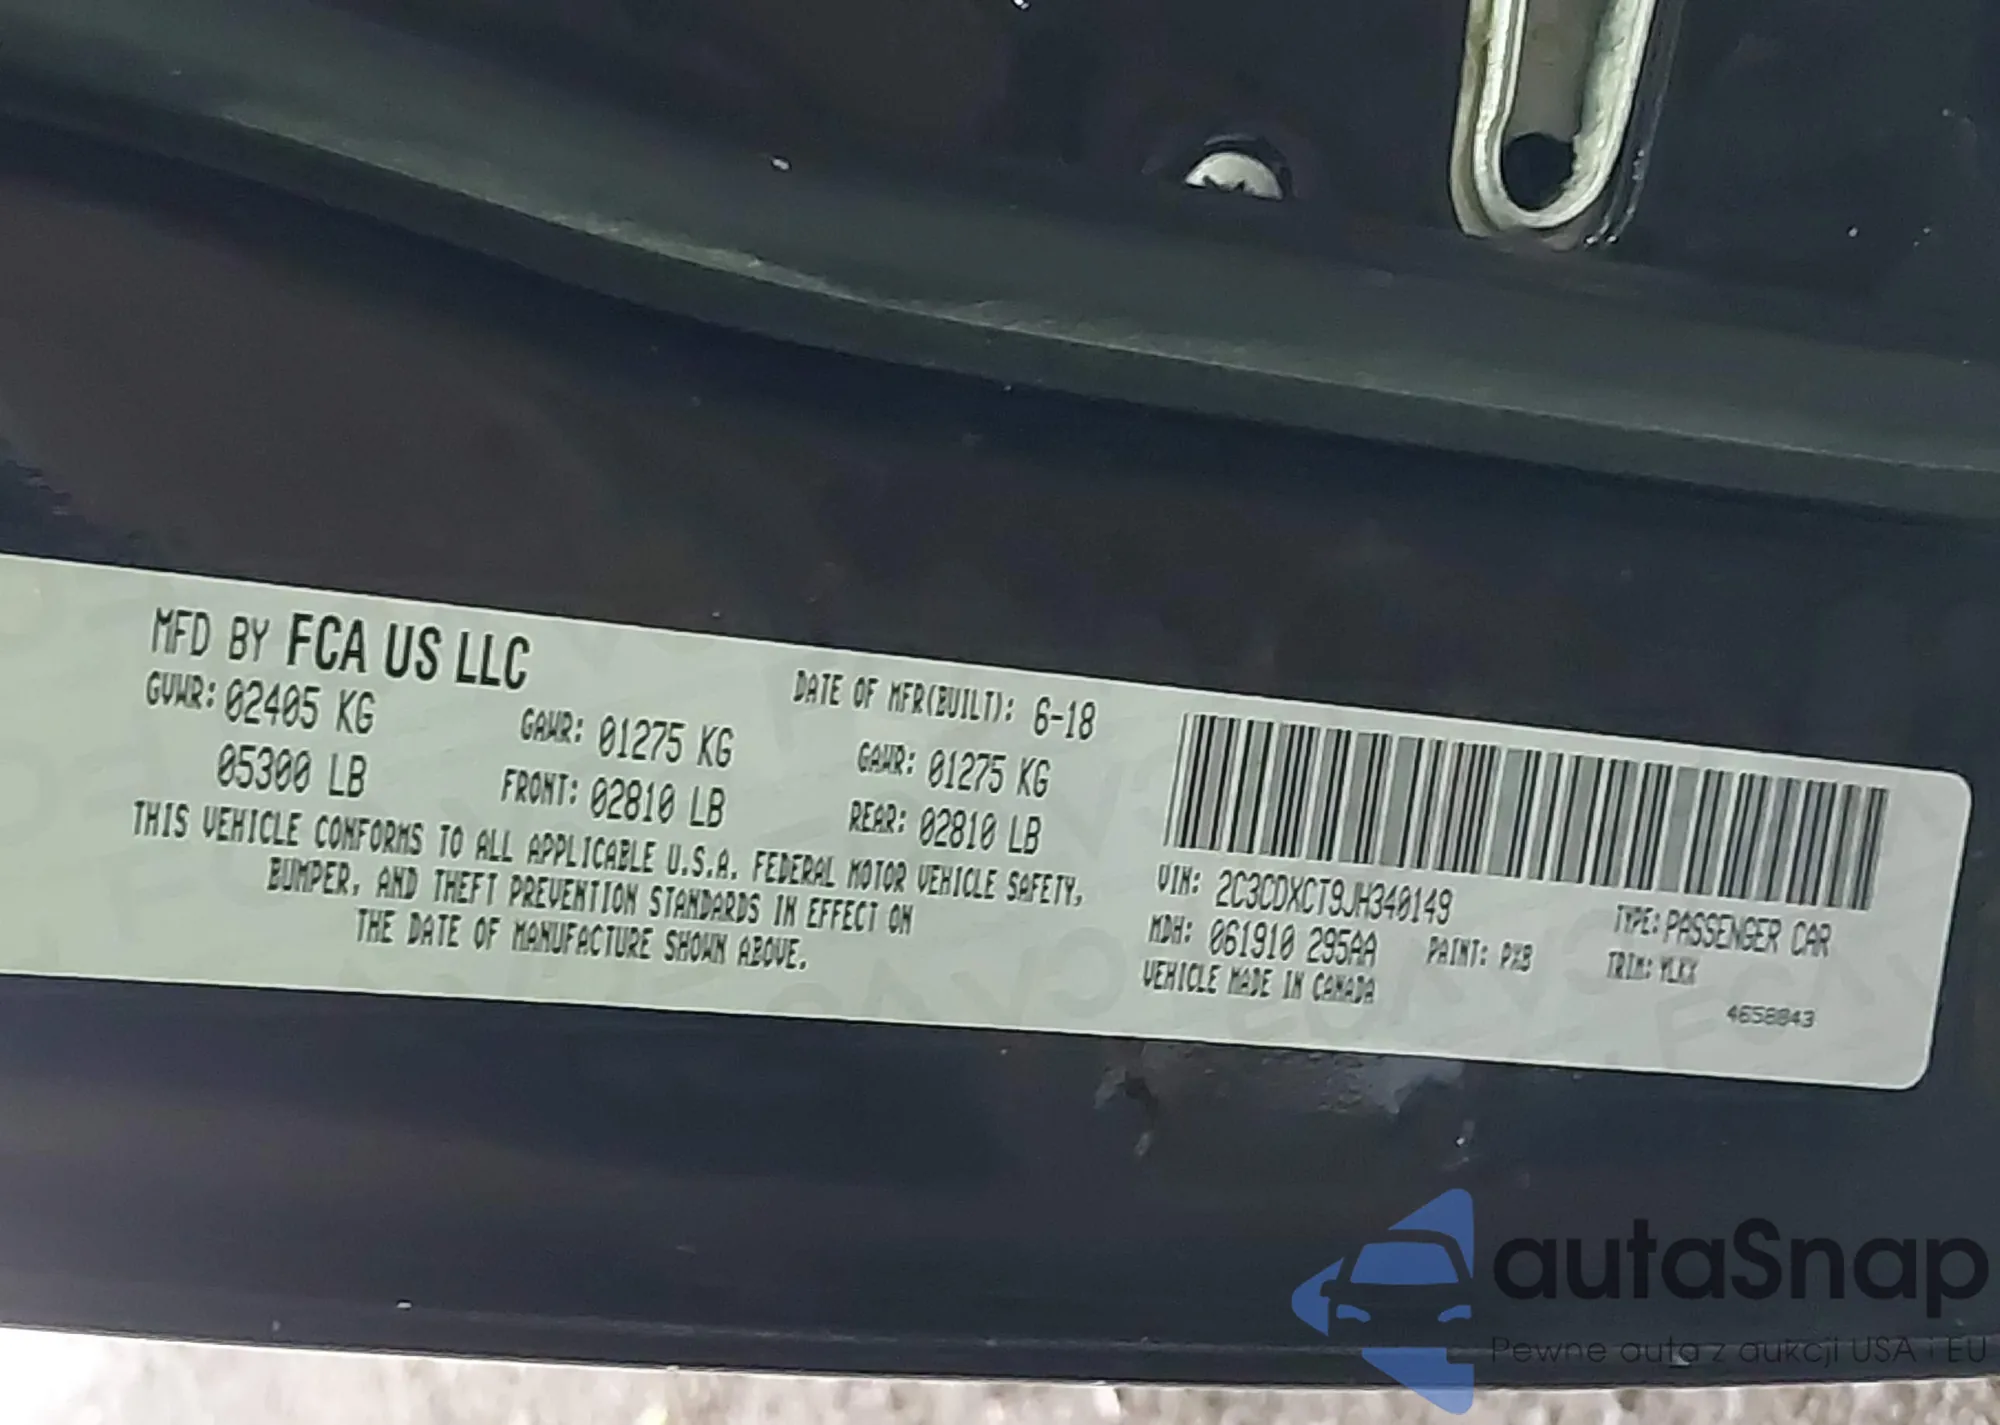 MFD BY FCA US LLC
DATE OF MFR(BUILT): 6-18
GVWR: 02405 KG
GAWR: 01275 KG
GAWR: 01275 KG
05300 LB
FRONT: 02810 LB
REAR: 02810 LB
THIS VEHICLE CONFORMS TO ALL APPLICABLE U.S.A. FEDERAL MOTOR VEHICLE SAFETY,
BUMPER, AND THEFT PREVENTION STANDARDS IN EFFECT ON
THE DATE OF MANUFACTURE SHOWN ABOVE.
VIN: 2C3CDXCT9JH340149
TYPE: PASSENGER CAR
MDH: 061910 295AA
PAINT: PX8
TRIM:
VEHICLE MADE IN CANADA
4658843
autaSnap
Pewne auta z aukcji USA i EU